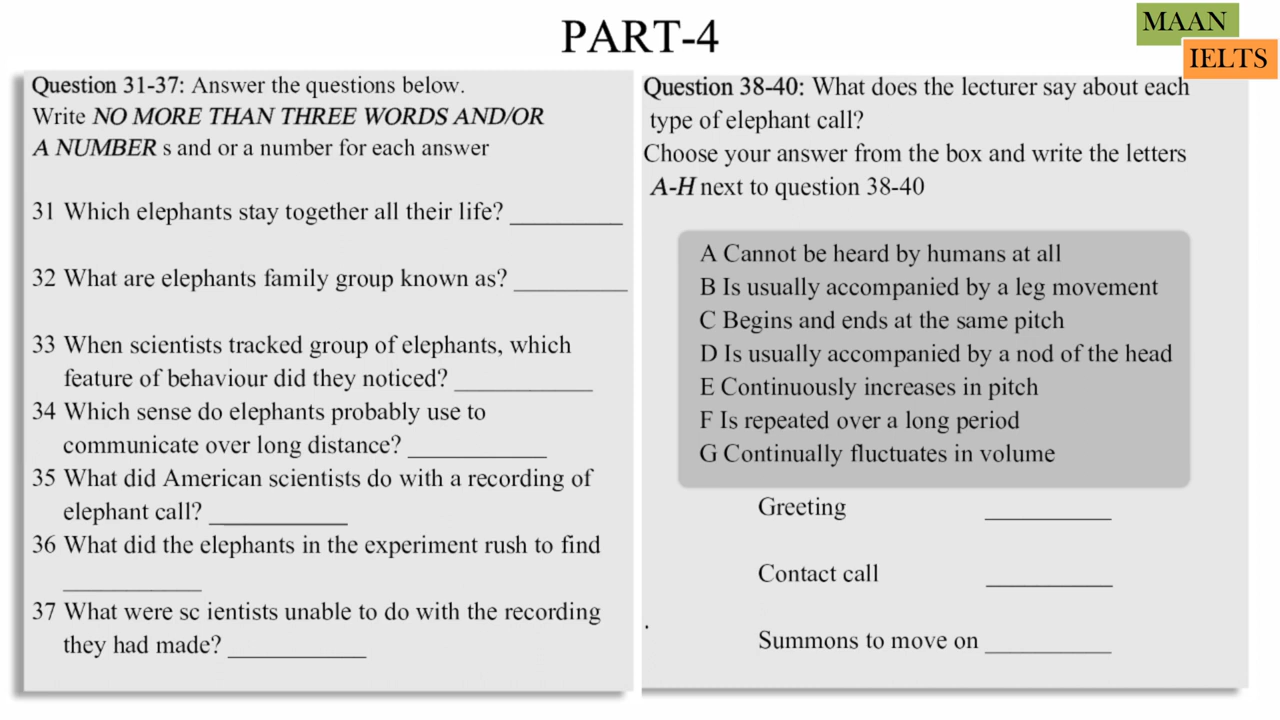 PART-4
MAAN
IELTS
Question 31-37: Answer the questions below.
Write NO MORE THAN THREE WORDS AND/OR
A NUMBER s and or a number for each answer
31 Which elephants stay together all their life? __________
32 What are elephants family group known as? __________
33 When scientists tracked group of elephants, which
feature of behaviour did they noticed? ____________
34 Which sense do elephants probably use to
communicate over long distance? ____________
35 What did American scientists do with a recording of
elephant call? ____________
36 What did the elephants in the experiment rush to find
____________
37 What were sc ientists unable to do with the recording
they had made? ____________
Question 38-40: What does the lecturer say about each
type of elephant call?
Choose your answer from the box and write the letters
A-H next to question 38-40
A Cannot be heard by humans at all
B Is usually accompanied by a leg movement
C Begins and ends at the same pitch
D Is usually accompanied by a nod of the head
E Continuously increases in pitch
F Is repeated over a long period
G Continually fluctuates in volume
Greeting ___________
Contact call ___________
.
Summons to move on ___________